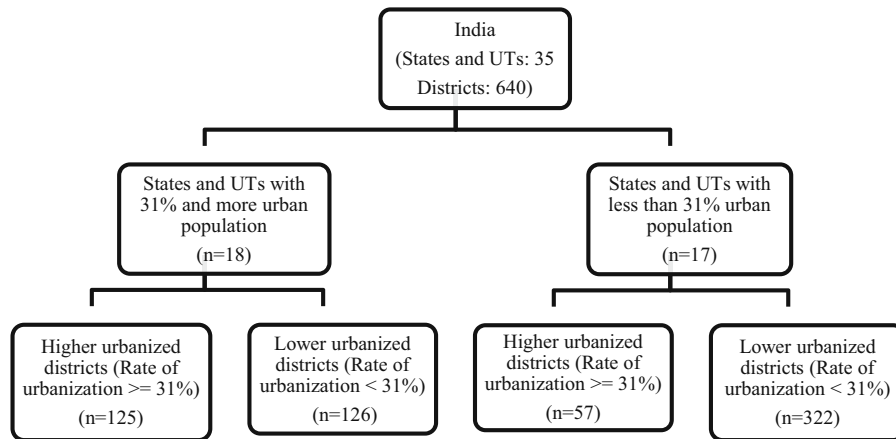 India
(States and UTs: 35
Districts: 640)
States and UTs with
31% and more urban
population
(n=18)
States and UTs with
less than 31% urban
population
(n=17)
Higher urbanized
districts (Rate of
urbanization >= 31%)
(n=125)
Lower urbanized
districts (Rate of
urbanization < 31%)
(n=126)
Higher urbanized
districts (Rate of
urbanization >= 31%)
(n=57)
Lower urbanized
districts (Rate of
urbanization < 31%)
(n=322)